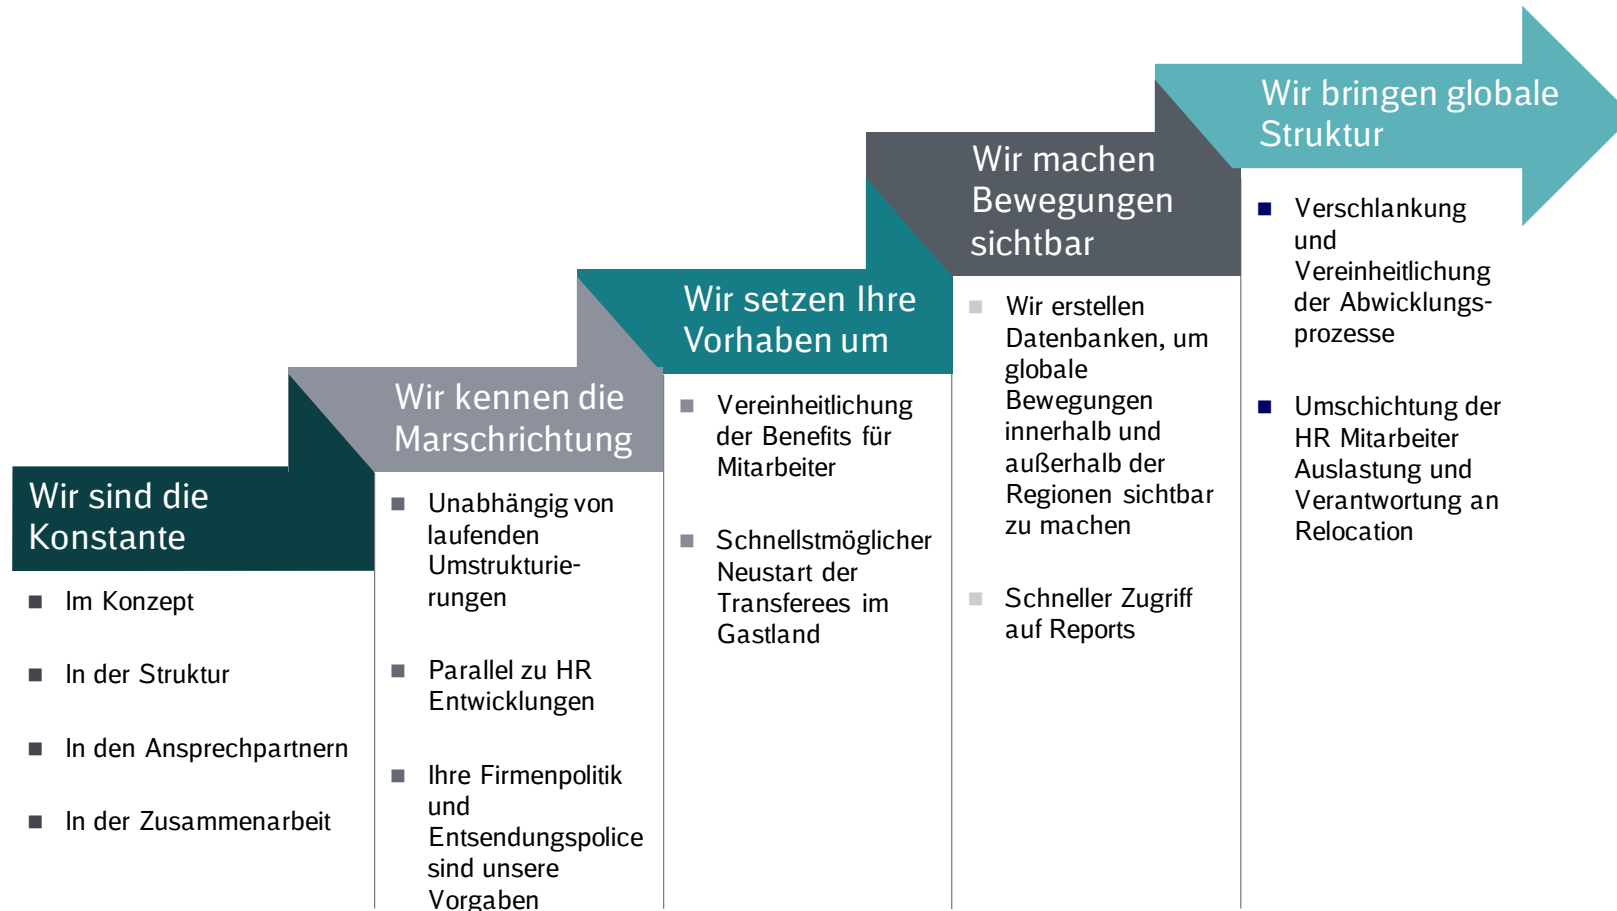 Wir sind die
Konstante
Im Konzept
In der Struktur
In den Ansprechpartnern
In der Zusammenarbeit
Wir kennen die
Marschrichtung
Unabhängig von
laufenden
Umstrukturie-
rungen
Parallel zu HR
Entwicklungen
Ihre Firmenpolitik
und
Entsendungspolice
sind unsere
Vorgaben
Wir setzen Ihre
Vorhaben um
Vereinheitlichung
der Benefits für
Mitarbeiter
Schnellstmöglicher
Neustart der
Transferees im
Gastland
Wir machen
Bewegungen
sichtbar
Wir erstellen
Datenbanken, um
globale
Bewegungen
innerhalb und
außerhalb der
Regionen sichtbar
zu machen
Schneller Zugriff
auf Reports
Wir bringen globale
Struktur
Verschlankung
und
Vereinheitlichung
der Abwicklungs-
prozesse
Umschichtung der
HR Mitarbeiter
Auslastung und
Verantwortung an
Relocation